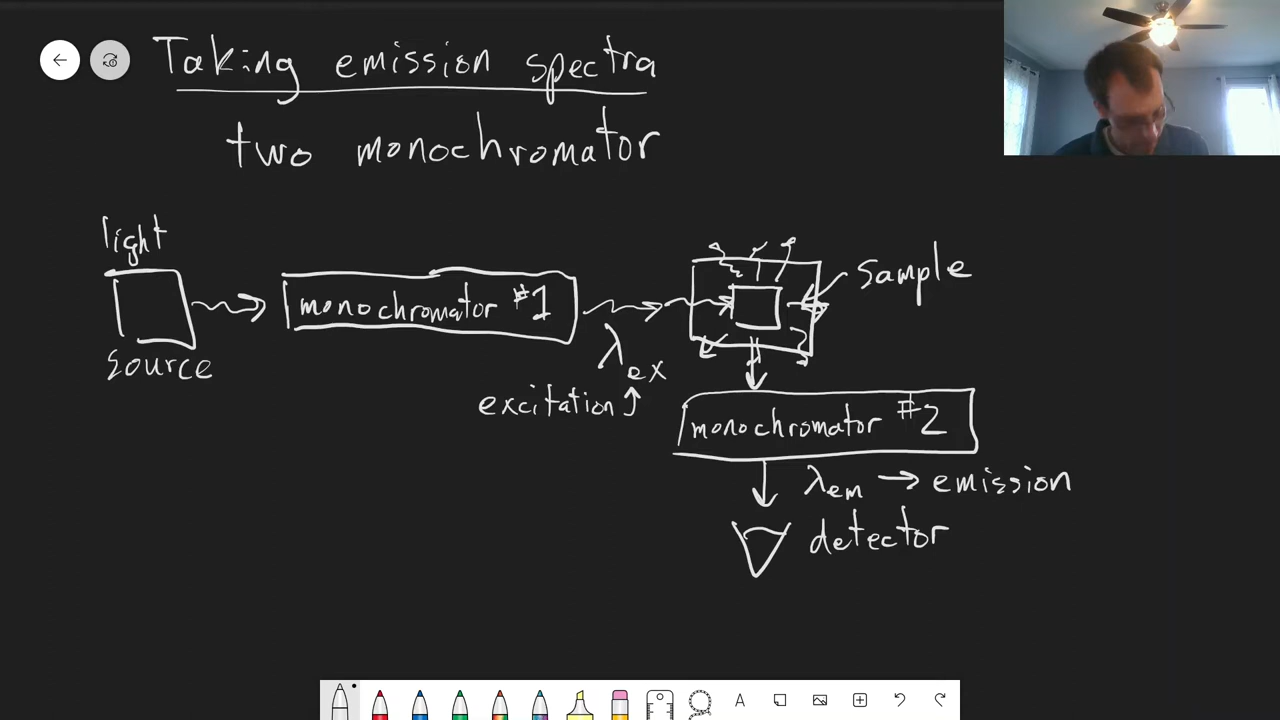 Taking emission spectra
two monochromator
light
source
monochromator #1
λex
excitation
sample
monochromator #2
λem → emission
detector
A